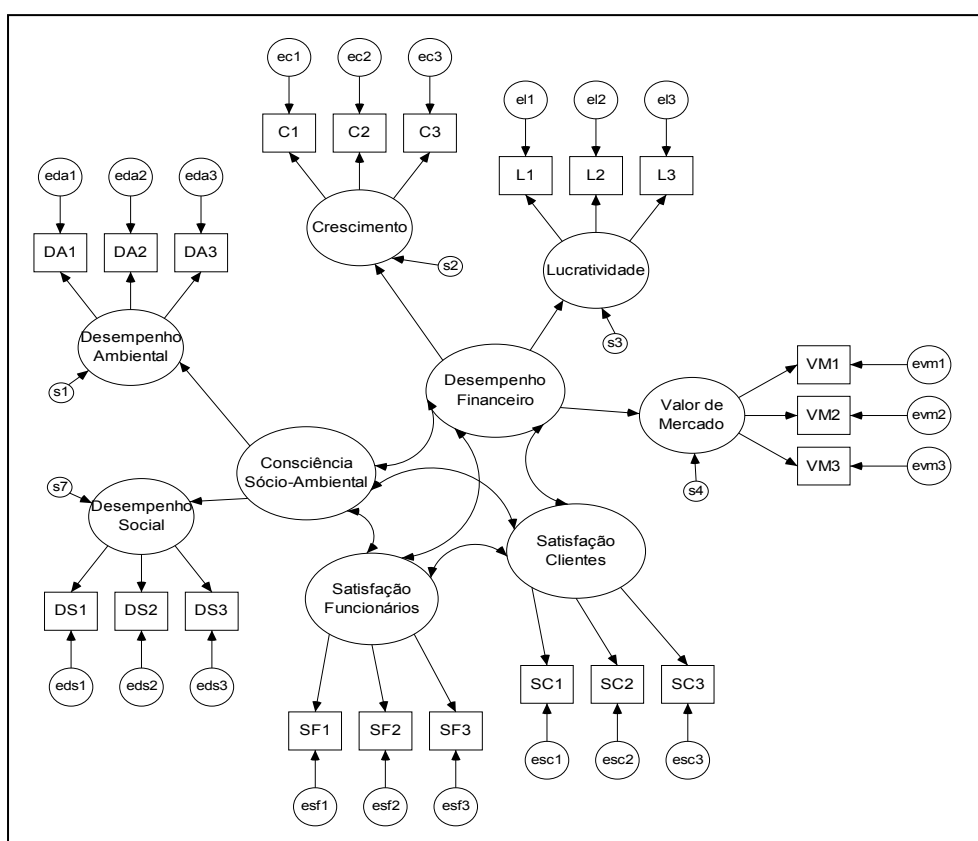 ec1
ec2
ec3
el1
el2
el3
C1
C2
C3
L1
L2
L3
eda1
eda2
eda3
DA1
DA2
DA3
Crescimento
s2
Lucratividade
s3
Desempenho
Ambiental
s1
Desempenho
Financeiro
Valor de
Mercado
s4
VM1
evm1
VM2
evm2
VM3
evm3
Consciência
Sócio-Ambiental
s7
Desempenho
Social
Satisfação
Clientes
Satisfação
Funcionários
DS1
DS2
DS3
eds1
eds2
eds3
SC1
SC2
SC3
SF1
SF2
SF3
esc1
esc2
esc3
esf1
esf2
esf3